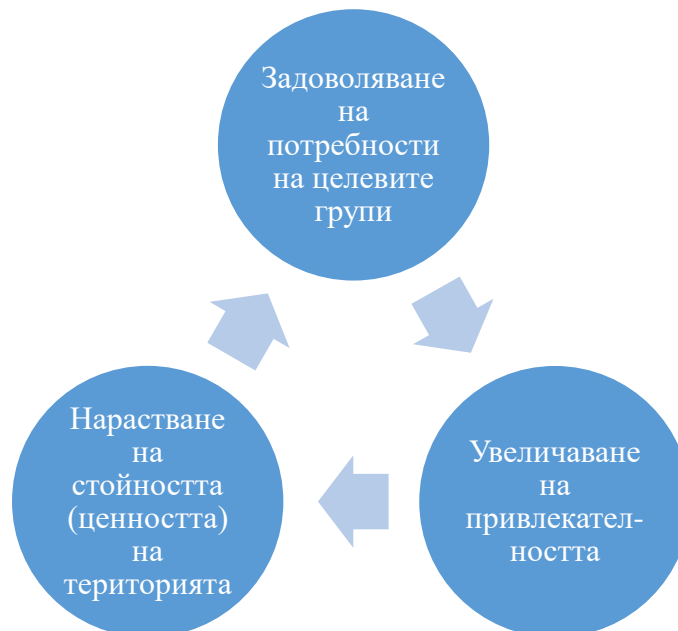 Задоволяване
на
потребности
на целевите
групи
Нарастване
на
стойността
(ценността)
на
територията
Увеличаване
на
привлекател-
ността